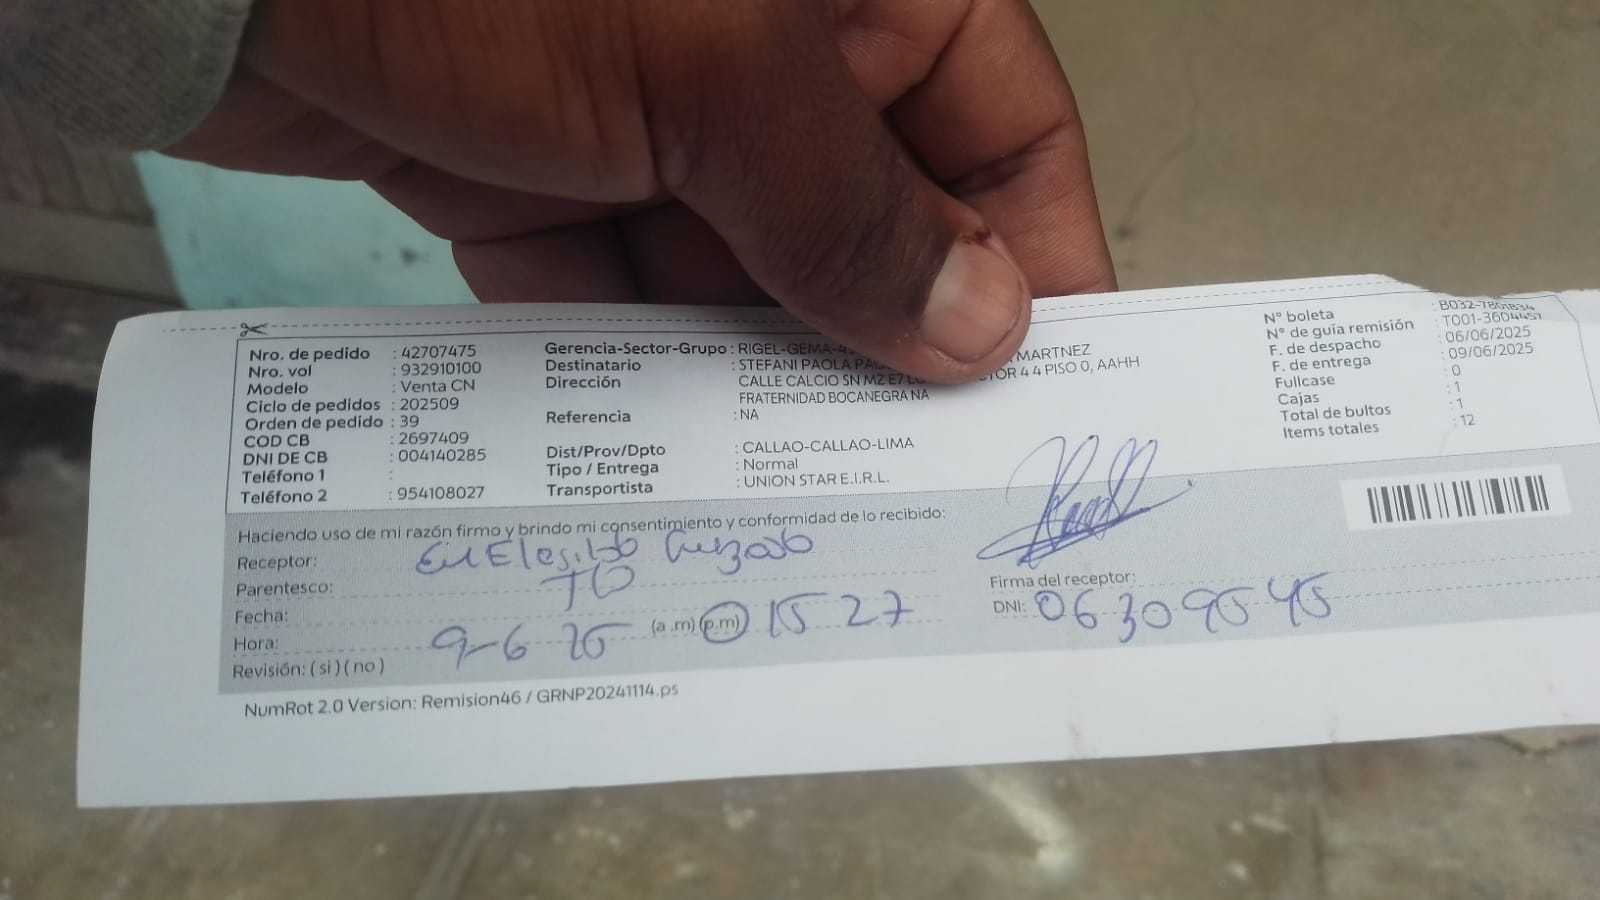 Nro. de pedido : 42707475
Nro. vol : 932910100
Modelo : Venta CN
Ciclo de pedidos : 202509
Orden de pedido : 39
COD CB : 2697409
DNI DE CB : 004140285
Teléfono 1 :
Teléfono 2 : 954108027
Gerencia-Sector-Grupo : RIGEL-GEMA-
Destinatario : STEFANI PAOLA MARTNEZ
Dirección : CALLE CALCIO SN MZ E7 4 4 PISO 0, AAHH
FRATERNIDAD BOCANEGRA NA
Referencia : NA
Dist/Prov/Dpto : CALLAO-CALLAO-LIMA
Tipo / Entrega : Normal
Transportista : UNION STAR E.I.R.L.
N° boleta : B032-7801834
N° de guía remisión : T001-3604457
F. de despacho : 06/06/2025
F. de entrega : 09/06/2025
Fullcase : 0
Cajas : 1
Total de bultos : 1
Items totales : 12
Haciendo uso de mi razón firmo y brindo mi consentimiento y conformidad de lo recibido:
Receptor:
Parentesco: TO
Fecha:
Hora: 9-6 25 (a .m) (p.m) 15 27
Revisión: ( si ) ( no )
Firma del receptor:
DNI: 06309545
NumRot 2.0 Version: Remision46 / GRNP20241114.ps